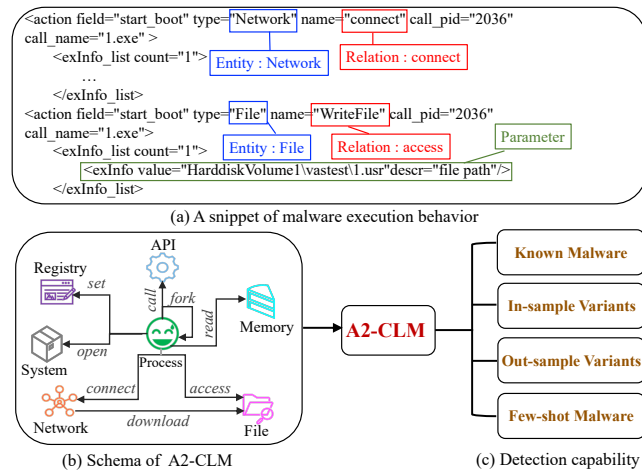 <action field="start_boot" type="Network" name="connect" call_pid="2036"
call_name="1.exe" >
<exInfo_list count="1">
Entity : Network
Relation : connect
…
</exInfo_list>
<action field="start_boot" type="File" name="WriteFile" call_pid="2036"
call_name="1.exe">
<exInfo_list count="1">
Entity : File
Relation : access
Parameter
<exInfo value="HarddiskVolume1\vastest\1.usr"descr="file path"/>
</exInfo_list>
(a) A snippet of malware execution behavior
API
Registry
set
call
fork
read
Memory
System
open
Process
connect
access
Network
download
File
(b) Schema of A2-CLM
A2-CLM
Known Malware
In-sample Variants
Out-sample Variants
Few-shot Malware
(c) Detection capability